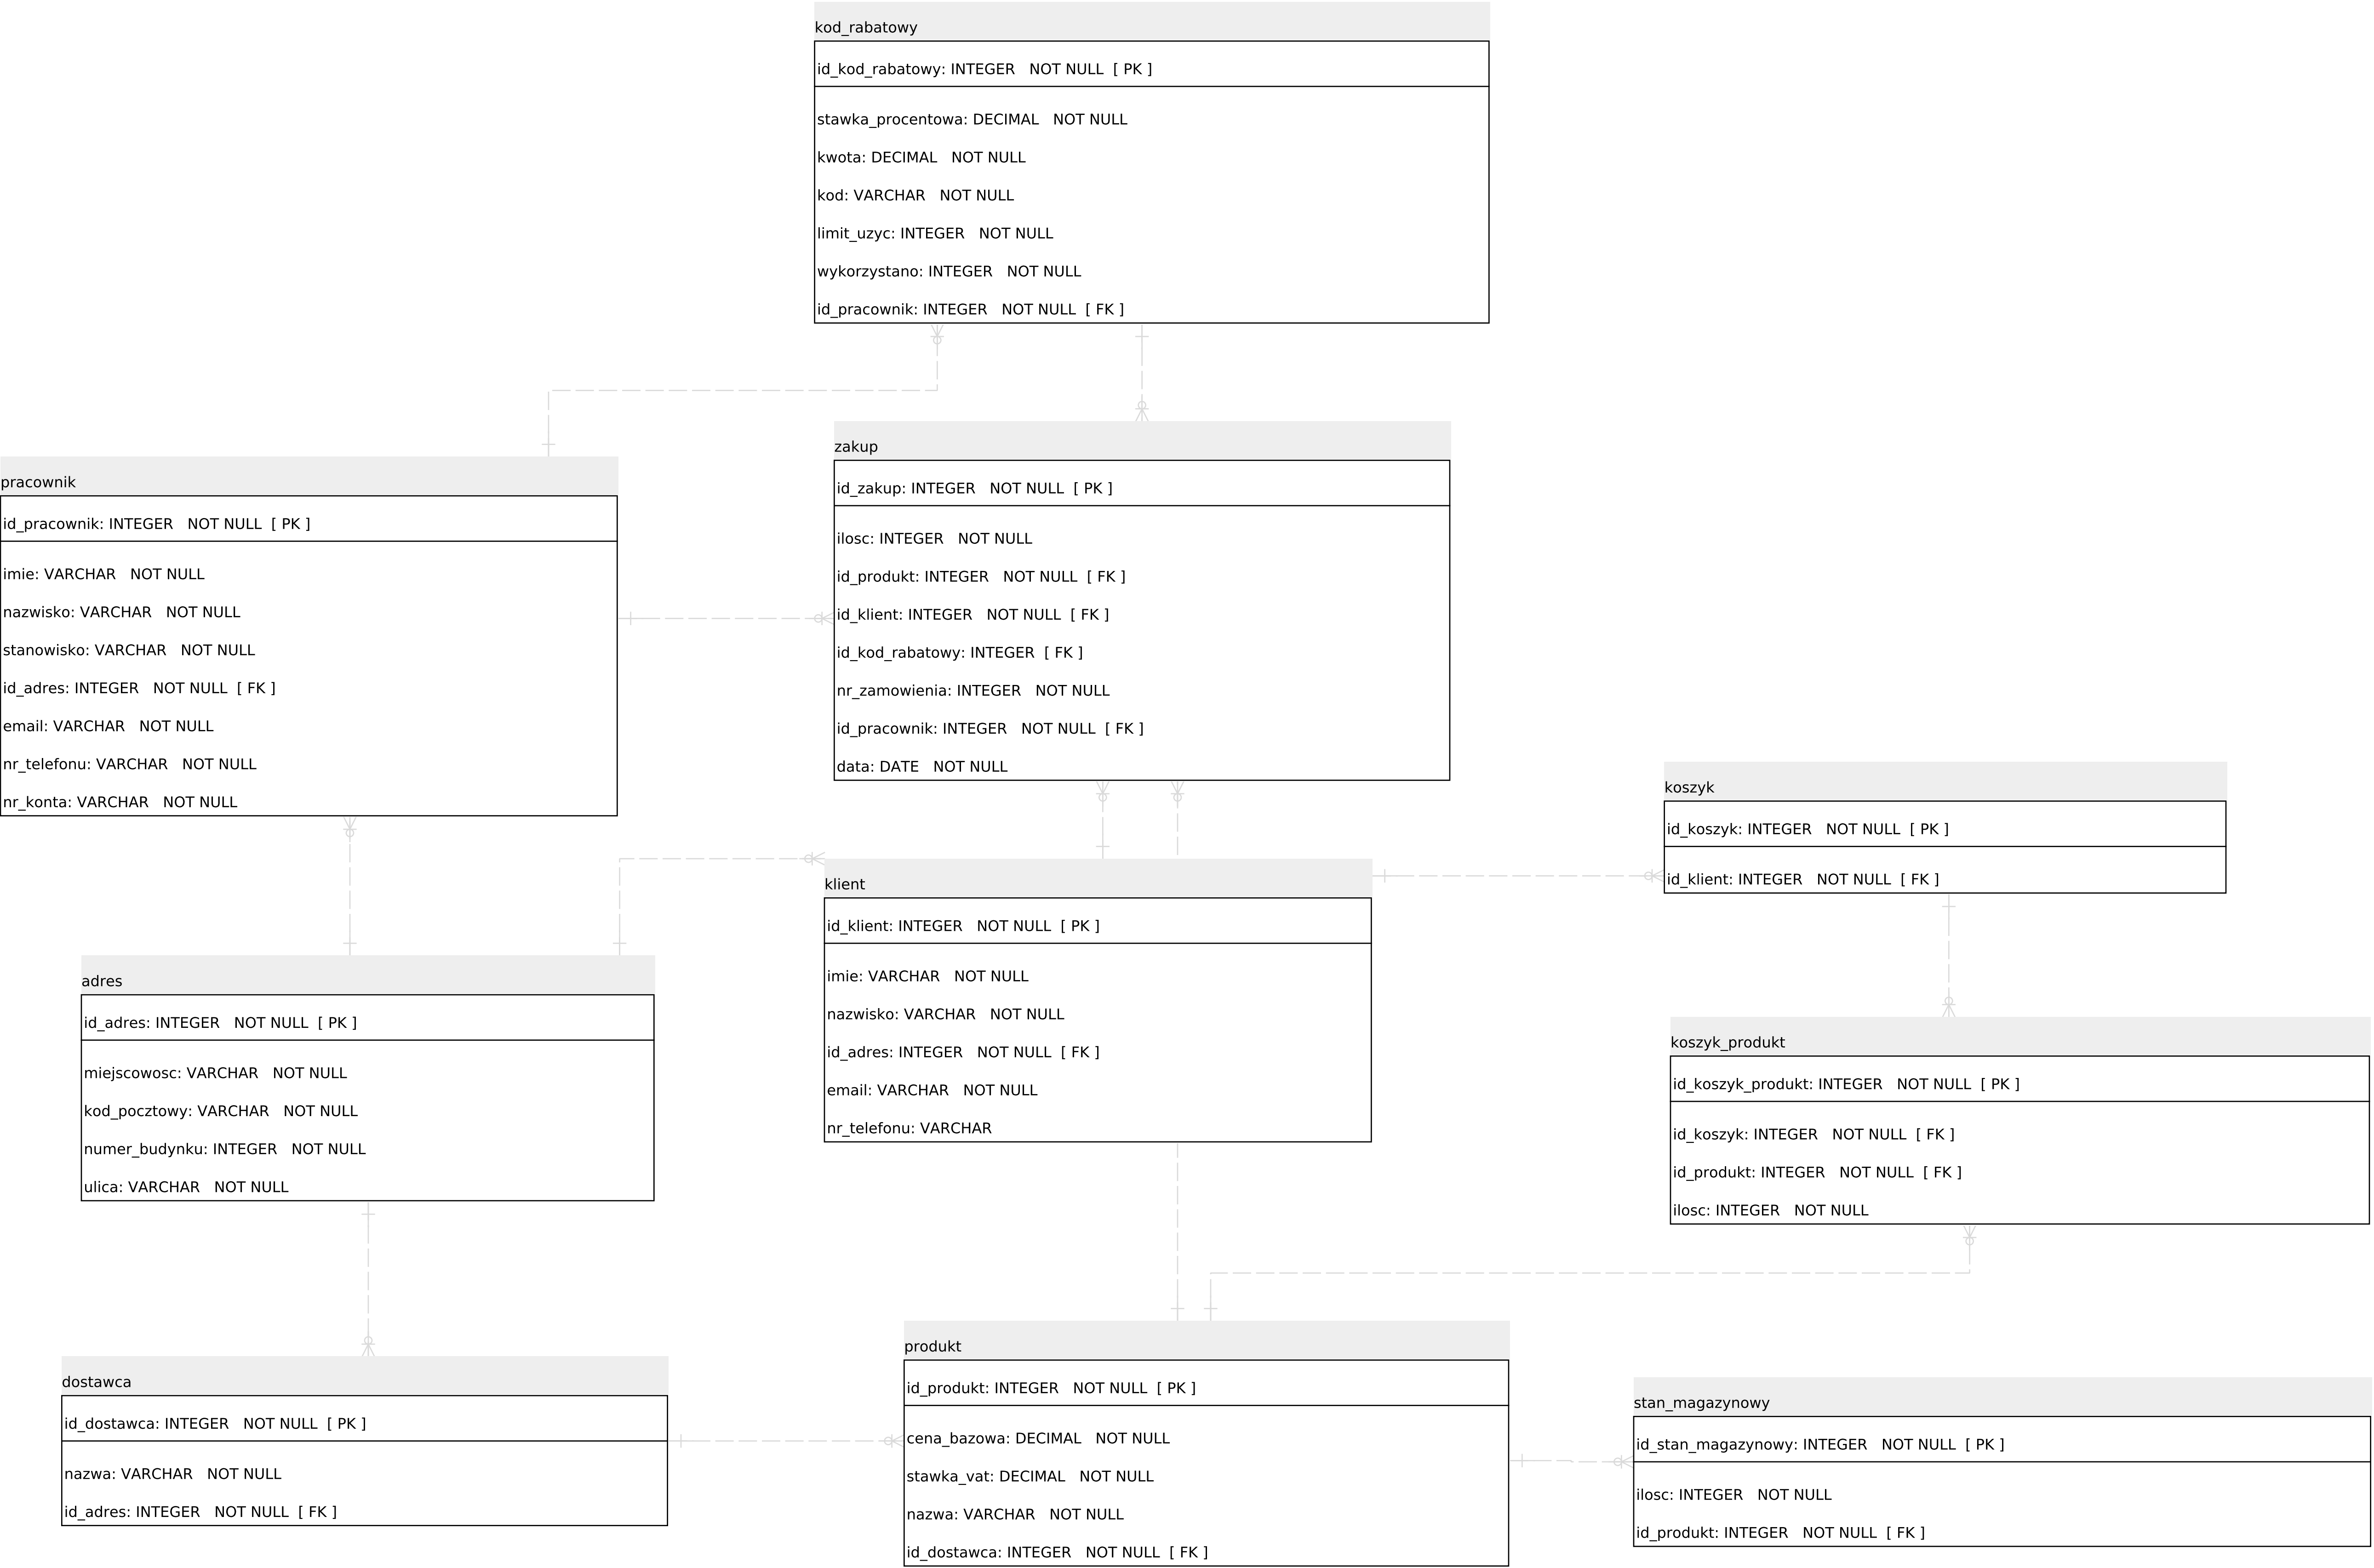 kod_rabatowy
id_kod_rabatowy: INTEGER NOT NULL [ PK ]
stawka_procentowa: DECIMAL NOT NULL
kwota: DECIMAL NOT NULL
kod: VARCHAR NOT NULL
limit_uzyc: INTEGER NOT NULL
wykorzystano: INTEGER NOT NULL
id_pracownik: INTEGER NOT NULL [ FK ]
pracownik
id_pracownik: INTEGER NOT NULL [ PK ]
imie: VARCHAR NOT NULL
nazwisko: VARCHAR NOT NULL
stanowisko: VARCHAR NOT NULL
id_adres: INTEGER NOT NULL [ FK ]
email: VARCHAR NOT NULL
nr_telefonu: VARCHAR NOT NULL
nr_konta: VARCHAR NOT NULL
zakup
id_zakup: INTEGER NOT NULL [ PK ]
ilosc: INTEGER NOT NULL
id_produkt: INTEGER NOT NULL [ FK ]
id_klient: INTEGER NOT NULL [ FK ]
id_kod_rabatowy: INTEGER [ FK ]
nr_zamowienia: INTEGER NOT NULL
id_pracownik: INTEGER NOT NULL [ FK ]
data: DATE NOT NULL
koszyk
id_koszyk: INTEGER NOT NULL [ PK ]
id_klient: INTEGER NOT NULL [ FK ]
klient
id_klient: INTEGER NOT NULL [ PK ]
imie: VARCHAR NOT NULL
nazwisko: VARCHAR NOT NULL
id_adres: INTEGER NOT NULL [ FK ]
email: VARCHAR NOT NULL
nr_telefonu: VARCHAR
adres
id_adres: INTEGER NOT NULL [ PK ]
miejscowosc: VARCHAR NOT NULL
kod_pocztowy: VARCHAR NOT NULL
numer_budynku: INTEGER NOT NULL
ulica: VARCHAR NOT NULL
koszyk_produkt
id_koszyk_produkt: INTEGER NOT NULL [ PK ]
id_koszyk: INTEGER NOT NULL [ FK ]
id_produkt: INTEGER NOT NULL [ FK ]
ilosc: INTEGER NOT NULL
dostawca
id_dostawca: INTEGER NOT NULL [ PK ]
nazwa: VARCHAR NOT NULL
id_adres: INTEGER NOT NULL [ FK ]
produkt
id_produkt: INTEGER NOT NULL [ PK ]
cena_bazowa: DECIMAL NOT NULL
stawka_vat: DECIMAL NOT NULL
nazwa: VARCHAR NOT NULL
id_dostawca: INTEGER NOT NULL [ FK ]
stan_magazynowy
id_stan_magazynowy: INTEGER NOT NULL [ PK ]
ilosc: INTEGER NOT NULL
id_produkt: INTEGER NOT NULL [ FK ]